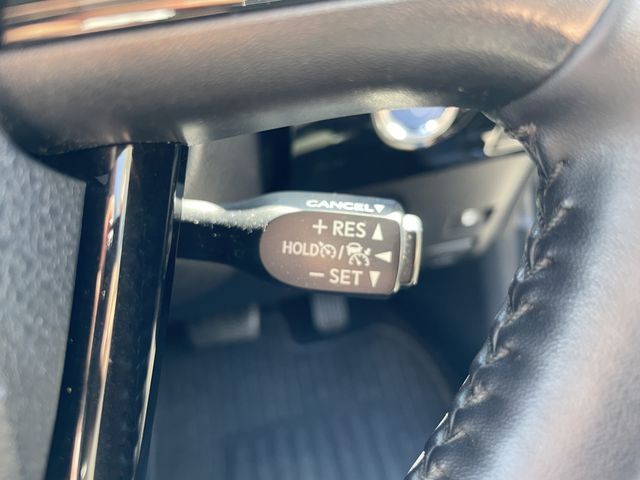 CANCEL▼
+ RES ▲
HOLD / ◀
− SET ▼